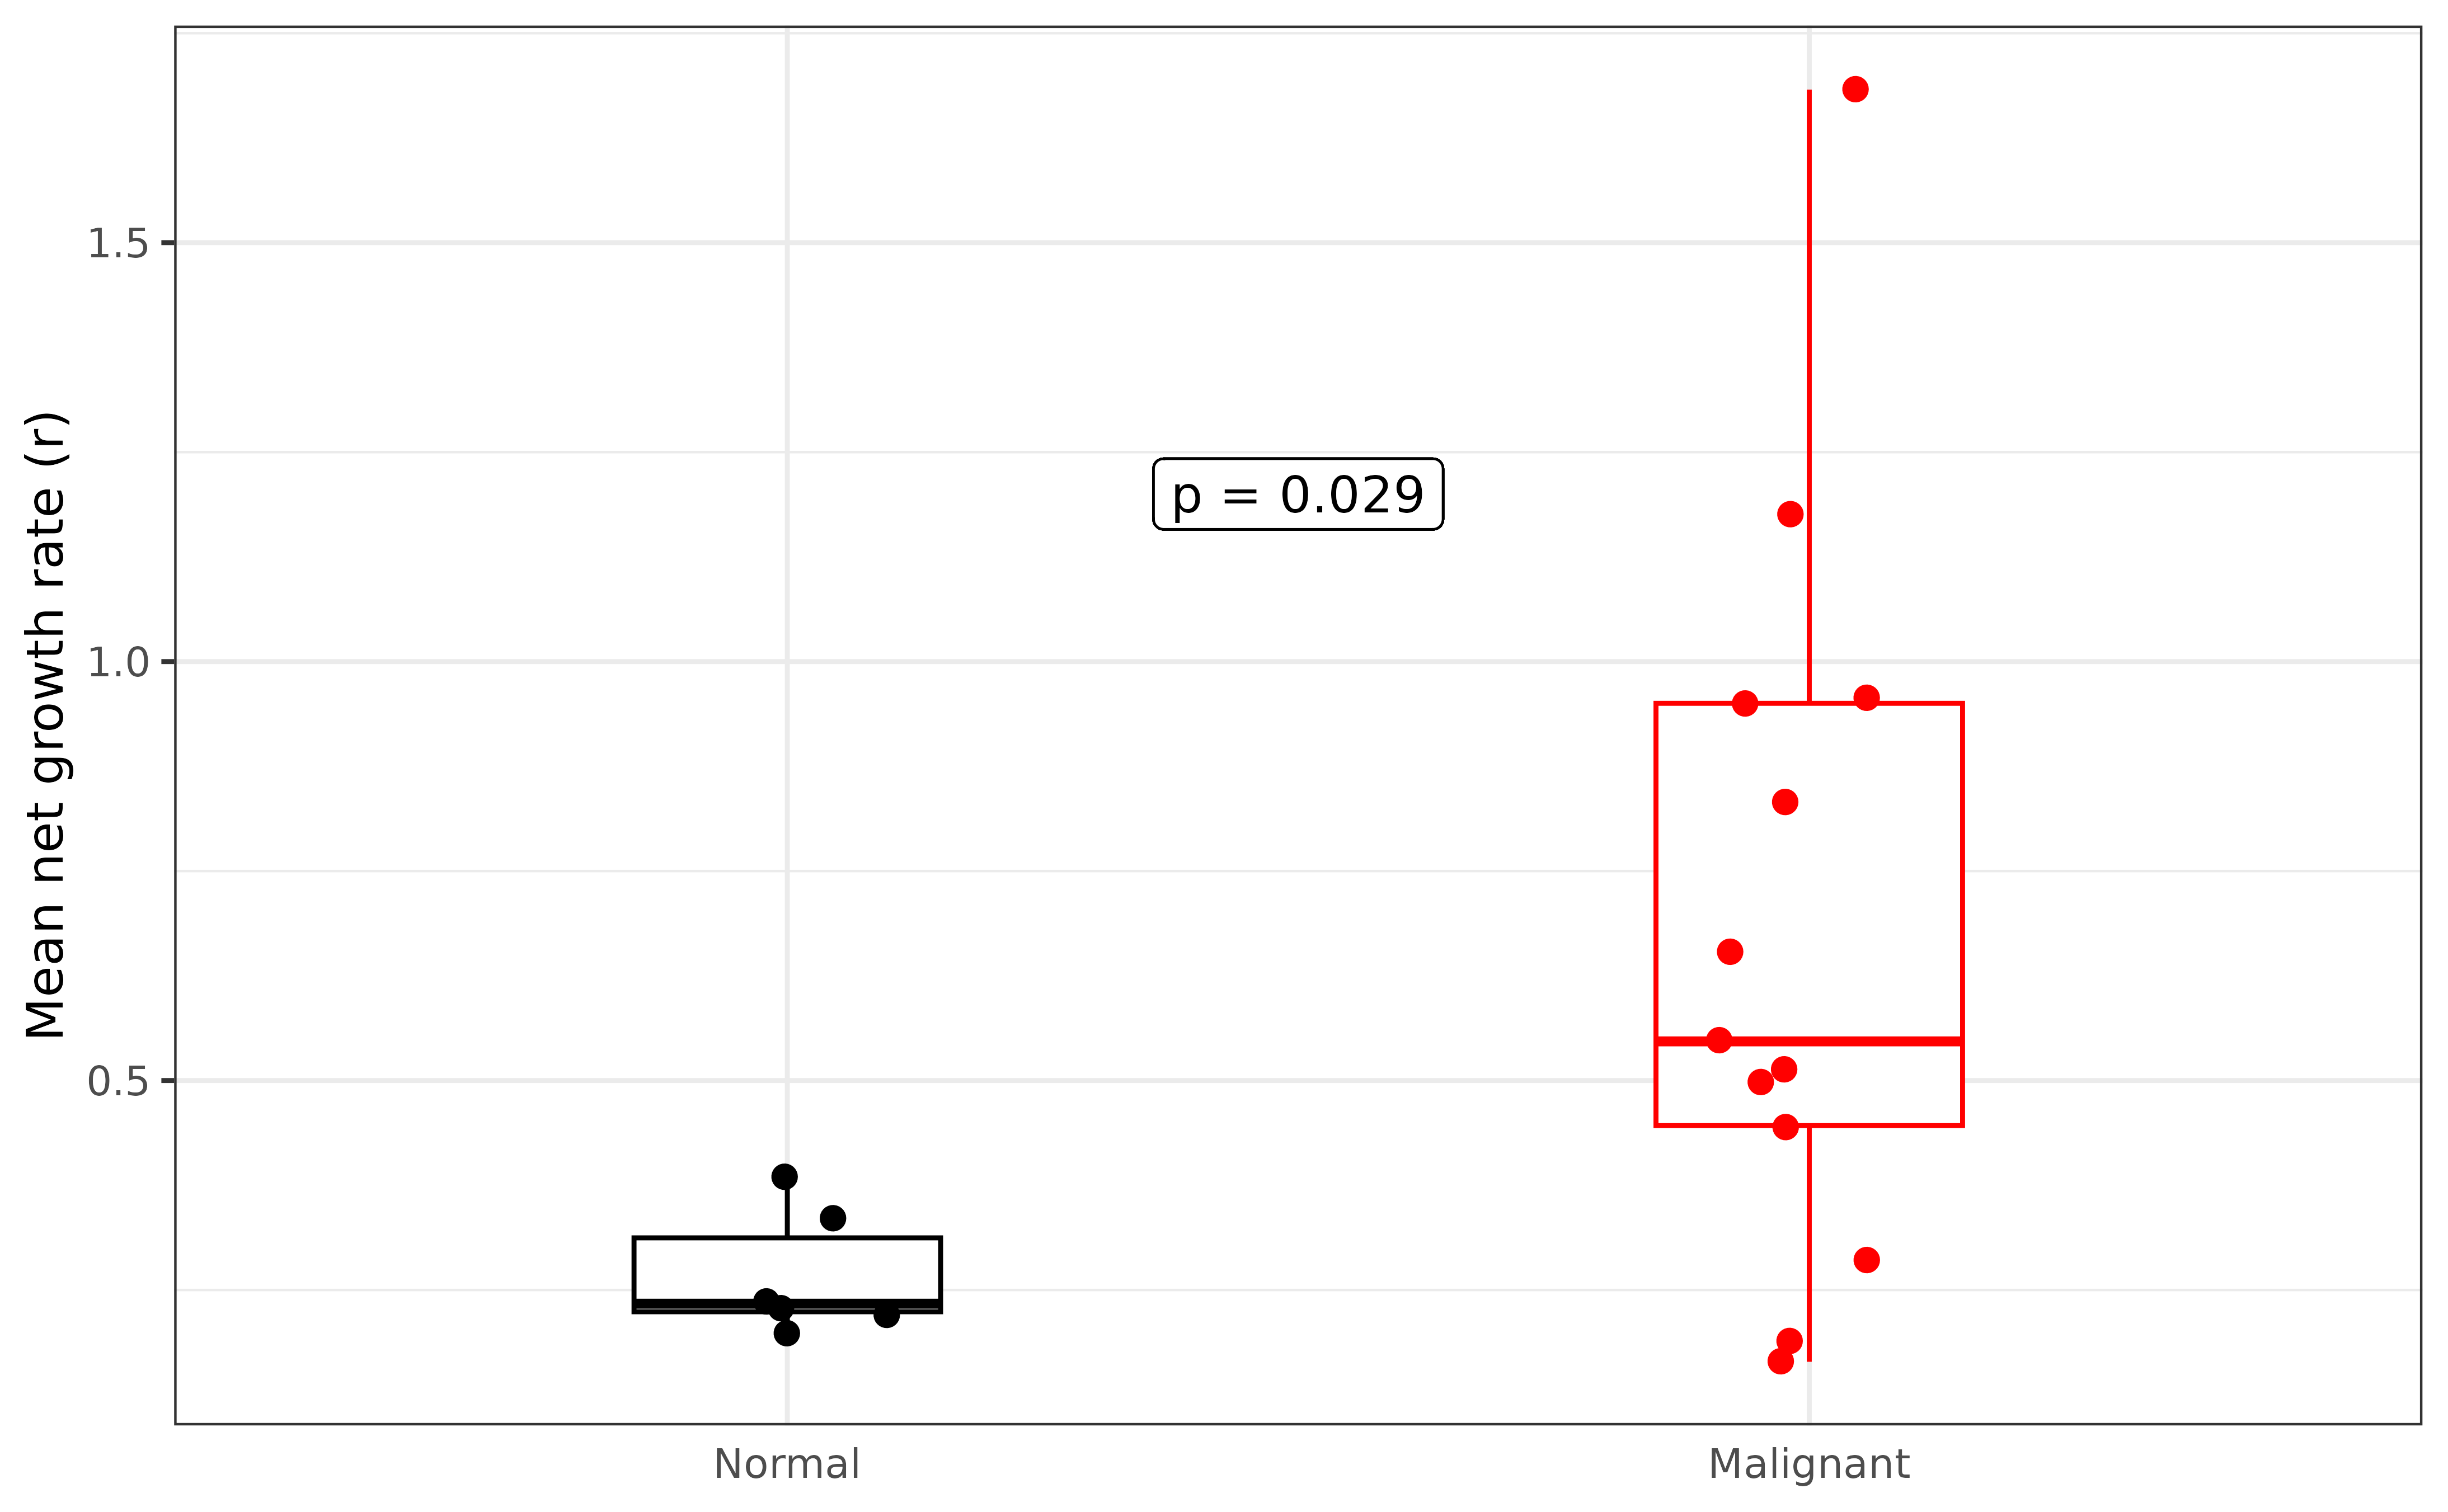 Mean net growth rate (r)
1.5
1.0
0.5
p = 0.029
Normal
Malignant